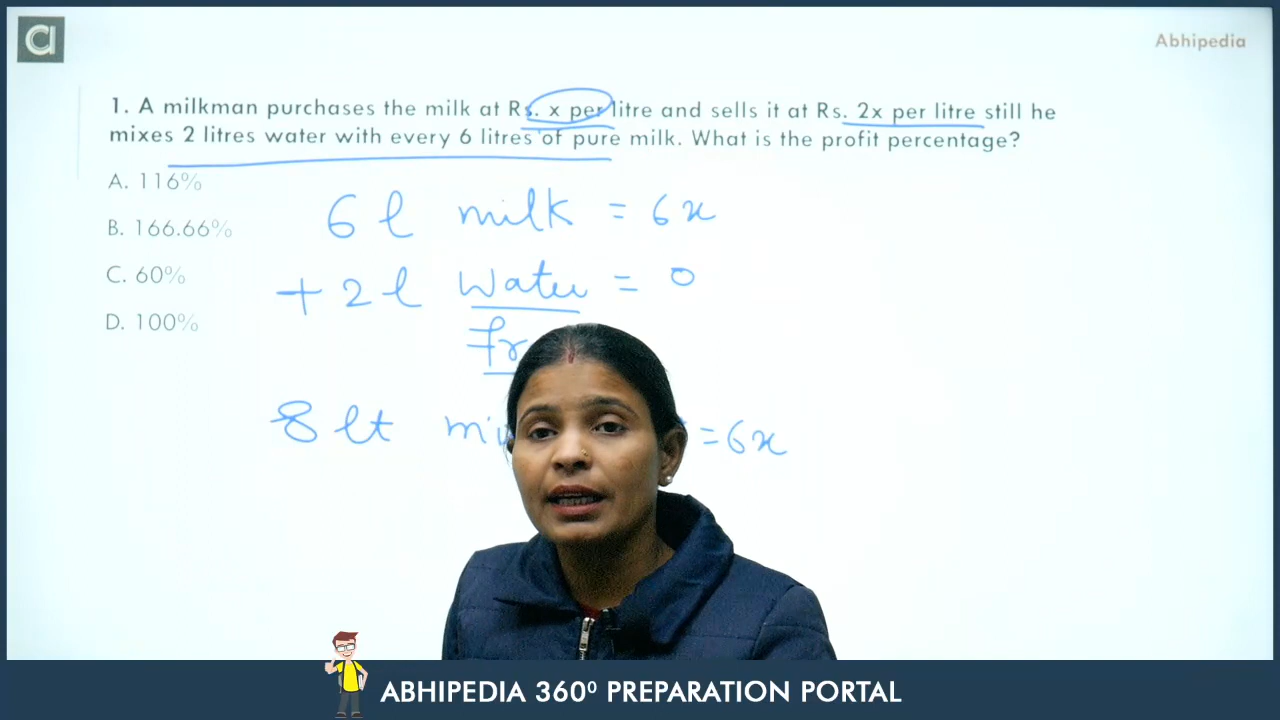 Abhipedia
1. A milkman purchases the milk at Rs. x per litre and sells it at Rs. 2x per litre still he
mixes 2 litres water with every 6 litres of pure milk. What is the profit percentage?
A. 116%
B. 166.66%
C. 60%
D. 100%
6 l milk = 6x
+ 2 l water = 0
8 lt = 6x
ABHIPEDIA 360⁰ PREPARATION PORTAL